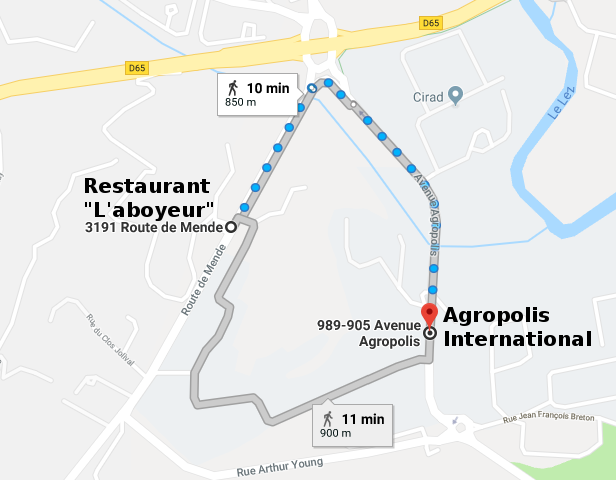 D65
D65
10 min
850 m
Cirad
Le Lez
Restaurant
"L'aboyeur"
3191 Route de Mende
Avenue Agropolis
Route de Mende
989-905 Avenue
Agropolis
Agropolis
International
Rue du Clos Jolival
11 min
900 m
Rue Jean François Breton
Rue Arthur Young